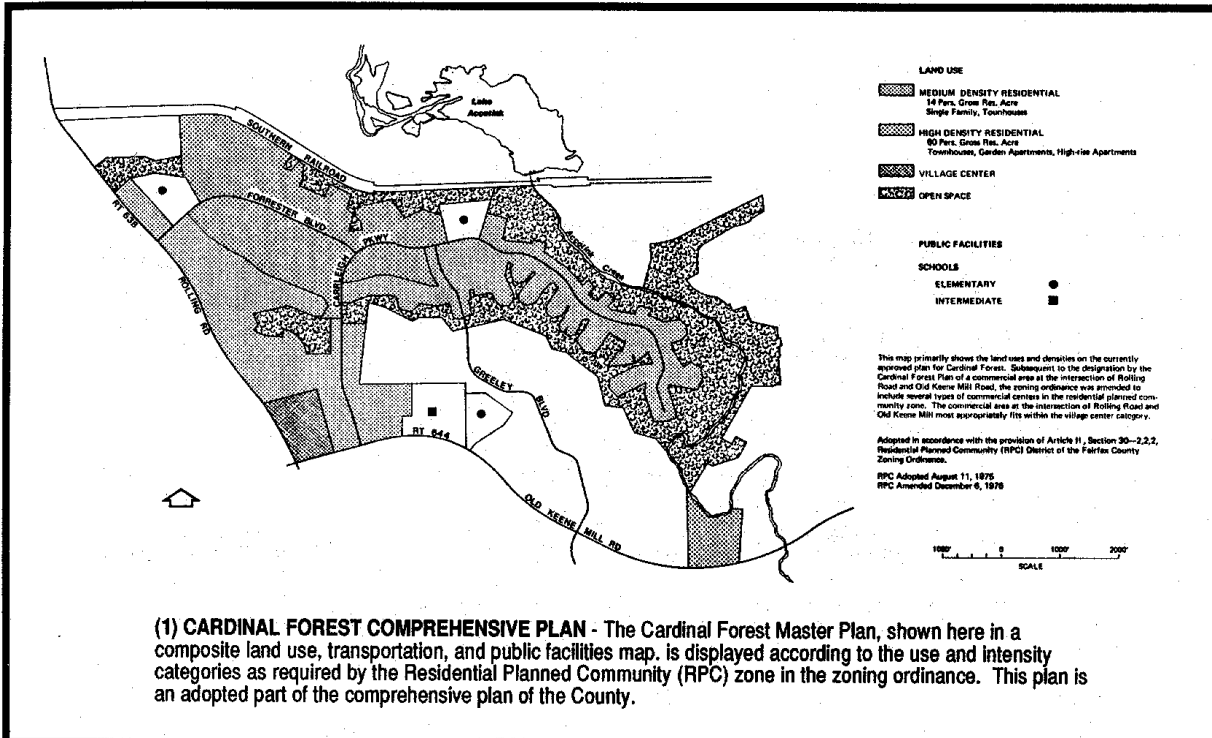 Lake
Accotink
SOUTHERN RAILROAD
RT 638
FORRESTER BLVD
CARRLEIGH PKWY
Accotink Creek
ROLLING RD
GREELEY BLVD
RT 644
OLD KEENE MILL RD
LAND USE
MEDIUM DENSITY RESIDENTIAL
14 Pers. Gross Res. Acre
Single Family, Tounhouses
HIGH DENSITY RESIDENTIAL
60 Pers. Gross Res. Acre
Townhouses, Garden Apartments, High-rise Apartments
VILLAGE CENTER
OPEN SPACE
PUBLIC FACILITIES
SCHOOLS
ELEMENTARY
INTERMEDIATE
This map primarily shows the land uses and densities on the currently
approved plan for Cardinal Forest. Subsequent to the designation by the
Cardinal Forest Plan of a commercial area at the intersection of Rolling
Road and Old Keene Mill Road, the zoning ordinance was amended to
include several types of commercial centers in the residential planned com-
munity zone. The commercial area at the intersection of Rolling Road and
Old Keene Mill most appropriately fits within the village center category.
Adopted in accordance with the provision of Article II, Section 30—2.2.2,
Residential Planned Community (RPC) District of the Fairfax County
Zoning Ordinance.
RPC Adopted August 11, 1975
RPC Amended December 6, 1976
1000' 0 1000' 2000'
SCALE
(1) CARDINAL FOREST COMPREHENSIVE PLAN - The Cardinal Forest Master Plan, shown here in a
composite land use, transportation, and public facilities map. is displayed according to the use and intensity
categories as required by the Residential Planned Community (RPC) zone in the zoning ordinance. This plan is
an adopted part of the comprehensive plan of the County.